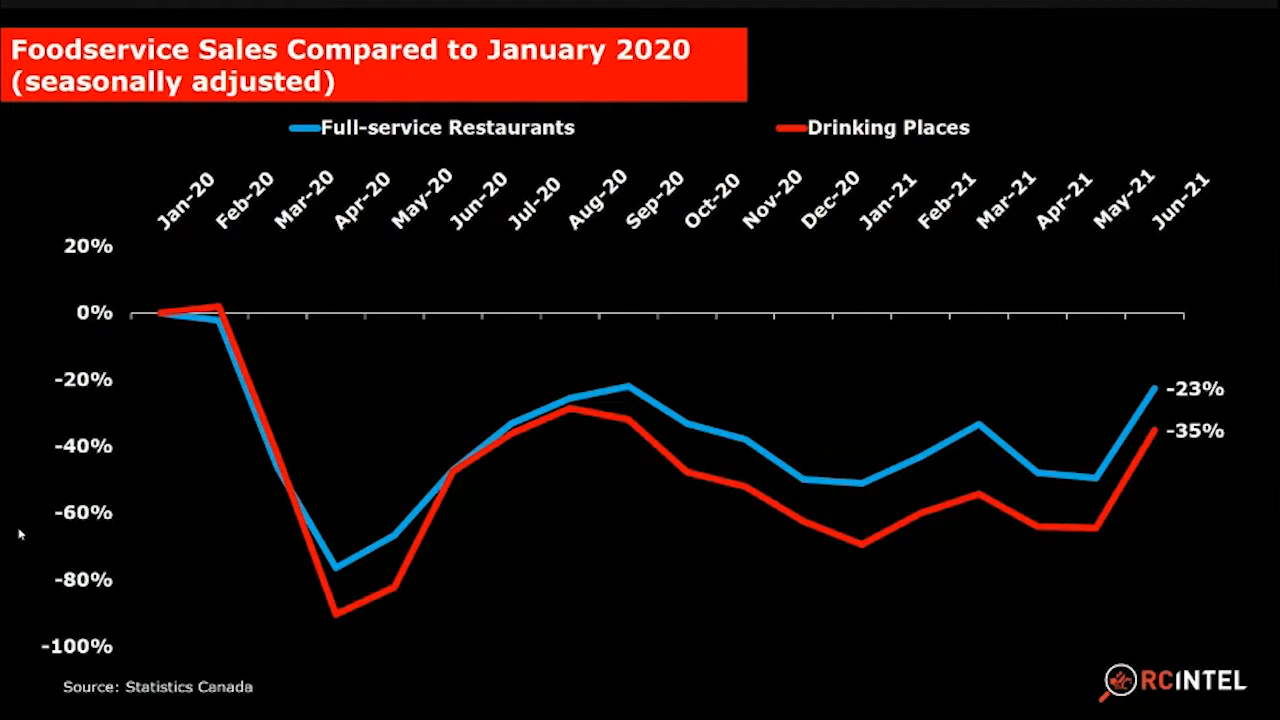 Foodservice Sales Compared to January 2020
(seasonally adjusted)
Full-service Restaurants
Drinking Places
Jan-20
Feb-20
Mar-20
Apr-20
May-20
Jun-20
Jul-20
Aug-20
Sep-20
Oct-20
Nov-20
Dec-20
Jan-21
Feb-21
Mar-21
Apr-21
May-21
Jun-21
20%
0%
-20%
-40%
-60%
-80%
-100%
-23%
-35%
Source: Statistics Canada
RCINTEL